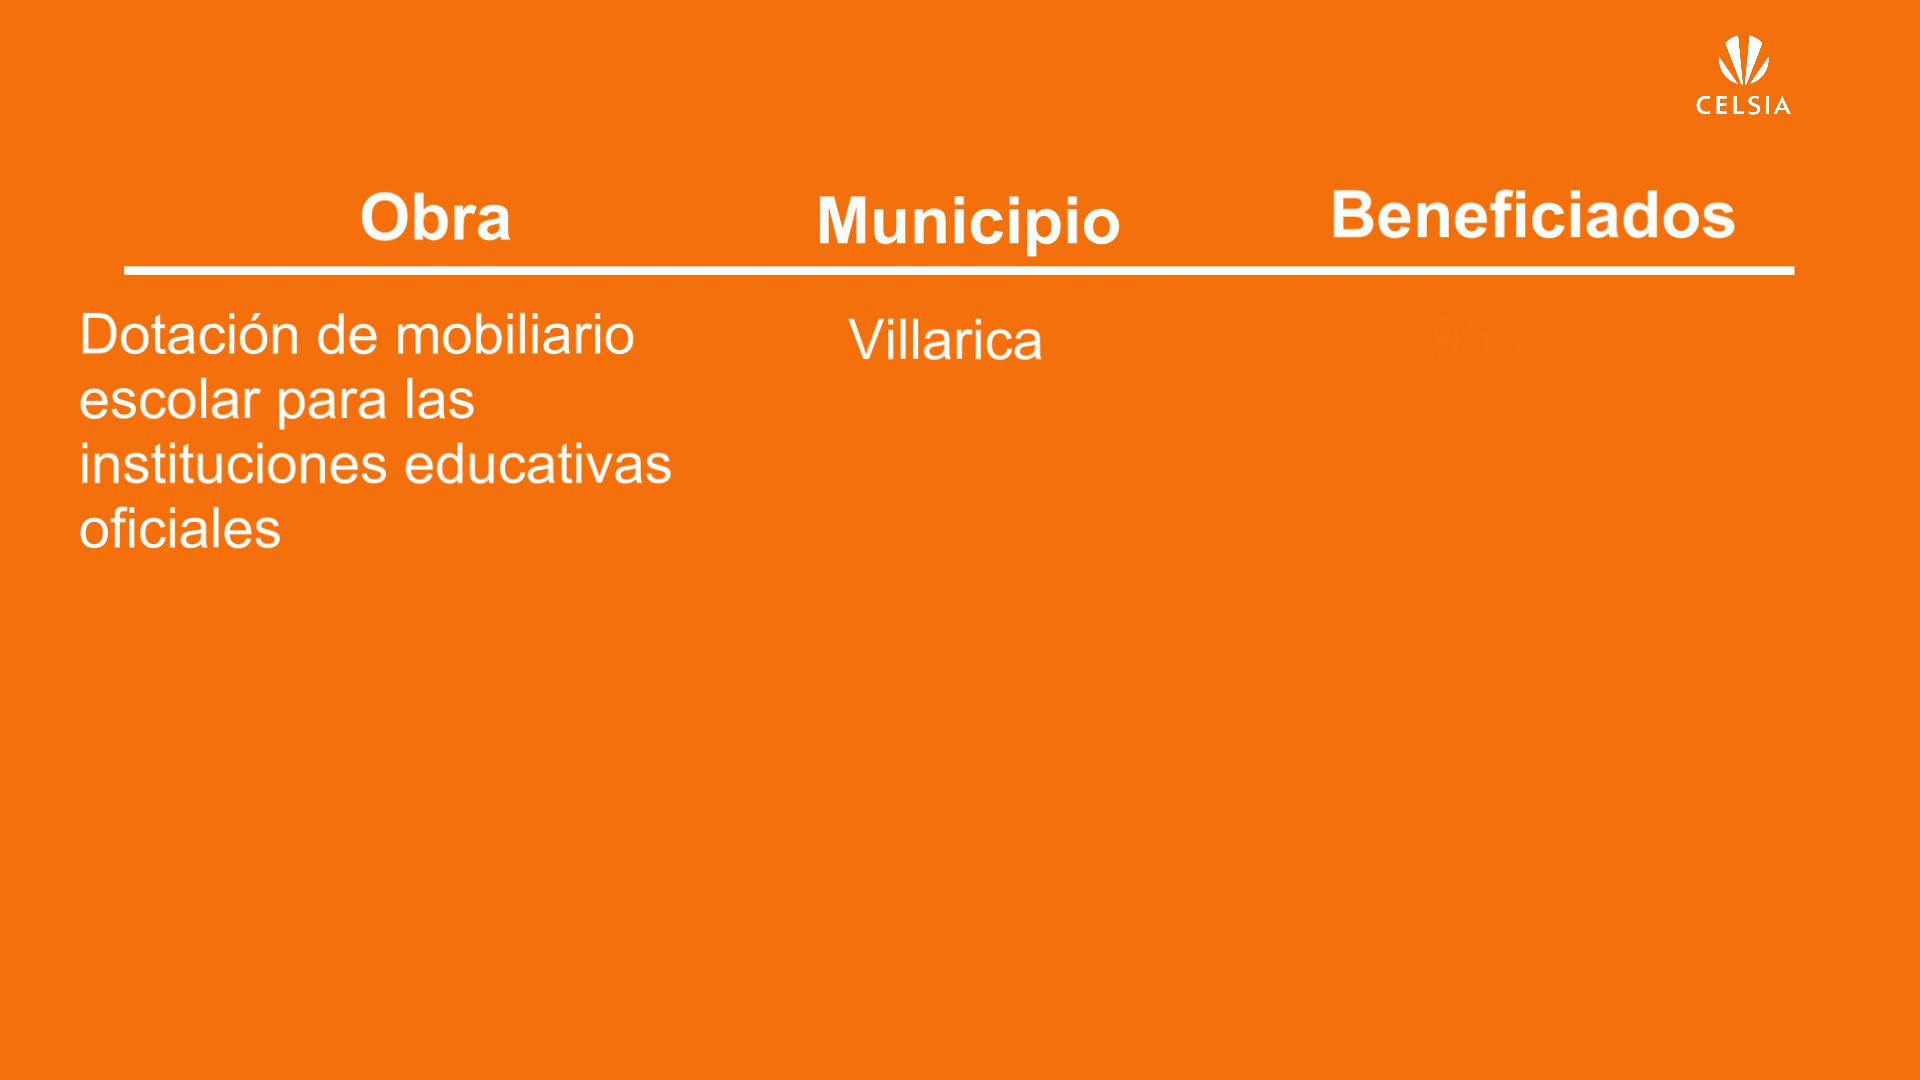 CELSIA
Obra Municipio Beneficiados
Dotación de mobiliario Villarica
escolar para las
instituciones educativas
oficiales